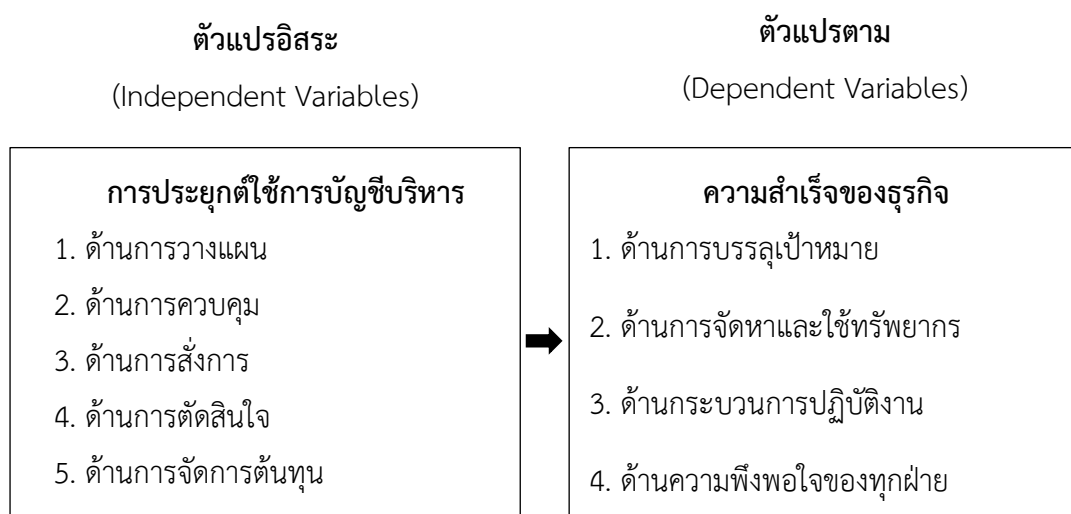 ตัวแปรอิสระ
(Independent Variables)
การประยุกต์ใช้การบัญชีบริหาร
1. ด้านการวางแผน
2. ด้านการควบคุม
3. ด้านการสั่งการ
4. ด้านการตัดสินใจ
5. ด้านการจัดการต้นทุน
ตัวแปรตาม
(Dependent Variables)
ความสำเร็จของธุรกิจ
1. ด้านการบรรลุเป้าหมาย
2. ด้านการจัดหาและใช้ทรัพยากร
3. ด้านกระบวนการปฏิบัติงาน
4. ด้านความพึงพอใจของทุกฝ่าย